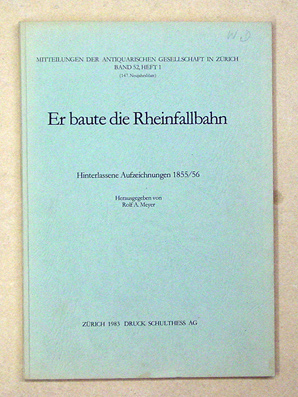 MITTEILUNGEN DER ANTIQUARISCHEN GESELLSCHAFT IN ZÜRICH
BAND 52, HEFT 1
(147. Neujahrsblatt)
Er baute die Rheinfallbahn
Hinterlassene Aufzeichnungen 1855/56
Herausgegeben von
Rolf A. Meyer
ZÜRICH 1983 DRUCK SCHULTHESS AG